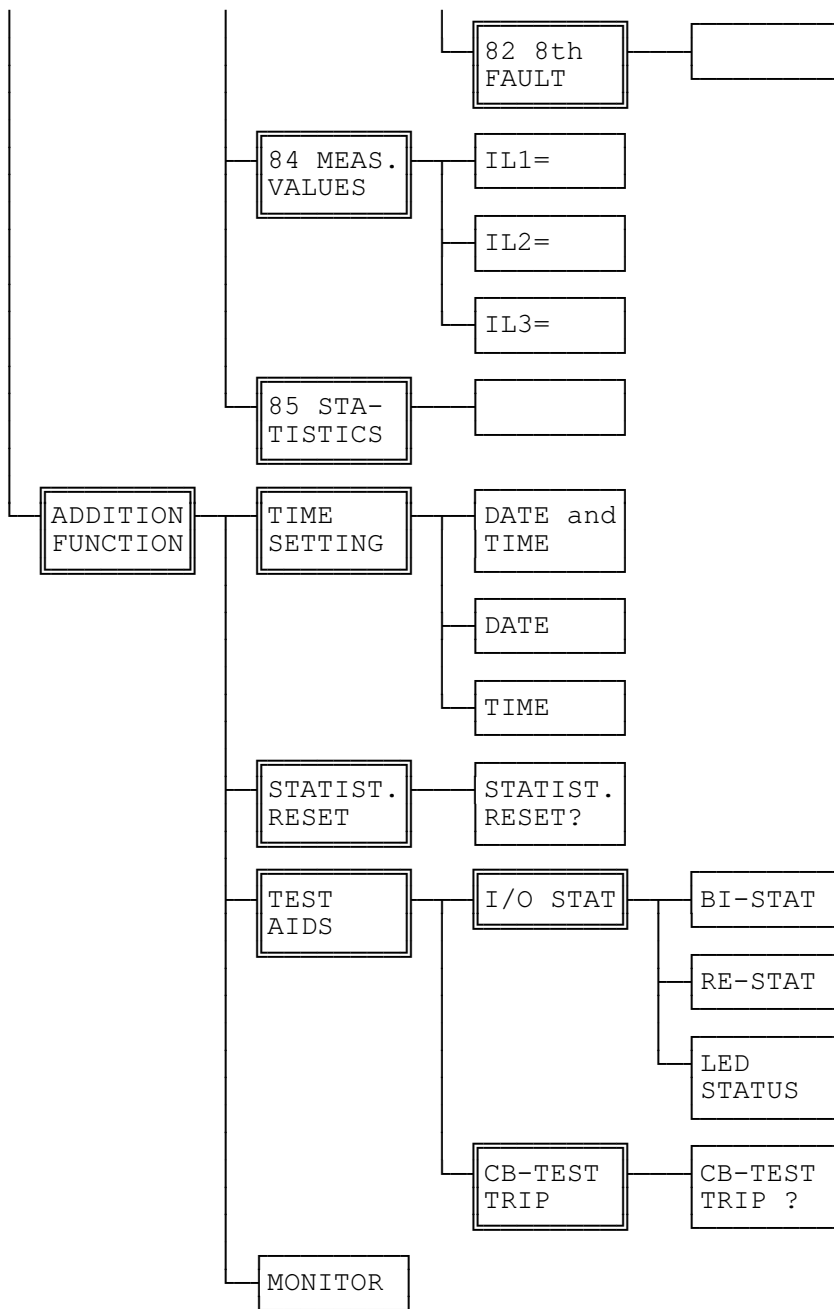 82 8th
FAULT
84 MEAS.
VALUES
IL1=
IL2=
IL3=
85 STA-
TISTICS
ADDITION
FUNCTION
TIME
SETTING
DATE and
TIME
DATE
TIME
STATIST.
RESET
STATIST.
RESET?
TEST
AIDS
I/O STAT
BI-STAT
RE-STAT
LED
STATUS
CB-TEST
TRIP
CB-TEST
TRIP ?
MONITOR